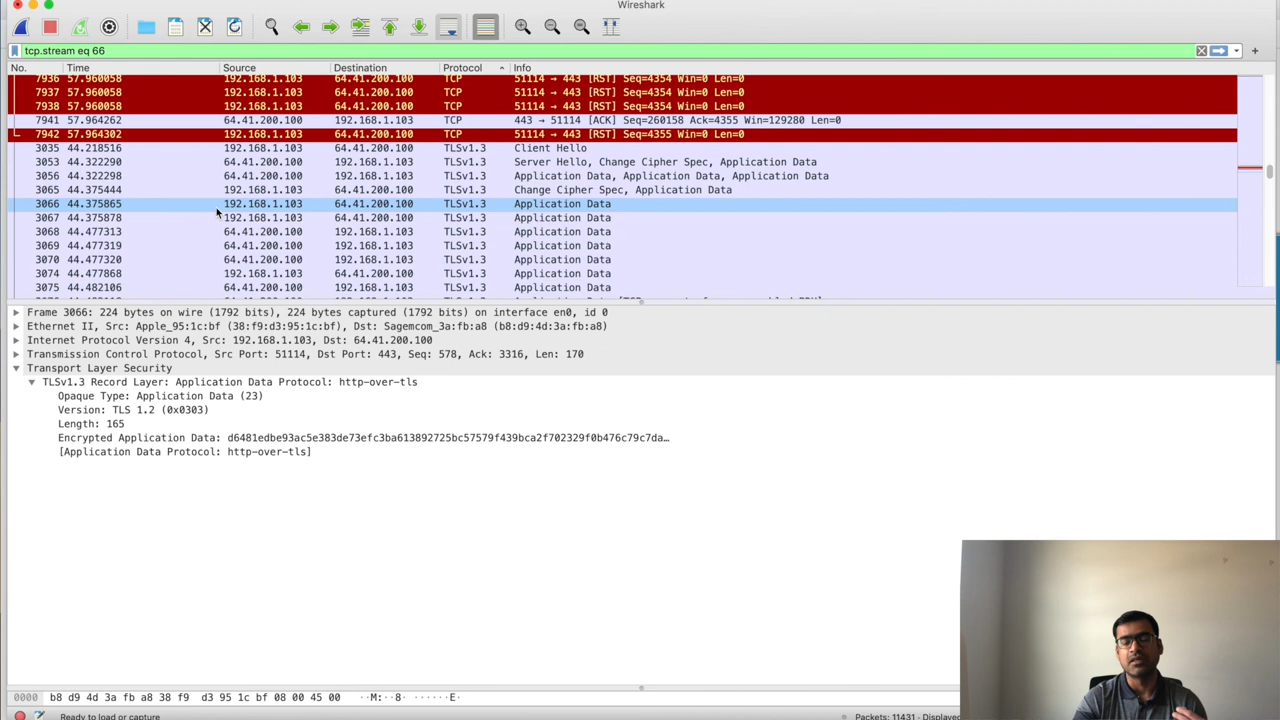 Wireshark
tcp.stream eq 66
No. Time Source Destination Protocol Info
7936 57.960058 192.168.1.103 64.41.200.100 TCP 51114 → 443 [RST] Seq=4354 Win=0 Len=0
7937 57.960058 192.168.1.103 64.41.200.100 TCP 51114 → 443 [RST] Seq=4354 Win=0 Len=0
7938 57.960058 192.168.1.103 64.41.200.100 TCP 51114 → 443 [RST] Seq=4354 Win=0 Len=0
7941 57.964262 64.41.200.100 192.168.1.103 TCP 443 → 51114 [ACK] Seq=260158 Ack=4355 Win=129280 Len=0
7942 57.964302 192.168.1.103 64.41.200.100 TCP 51114 → 443 [RST] Seq=4355 Win=0 Len=0
3035 44.218516 192.168.1.103 64.41.200.100 TLSv1.3 Client Hello
3053 44.322290 64.41.200.100 192.168.1.103 TLSv1.3 Server Hello, Change Cipher Spec, Application Data
3056 44.322298 64.41.200.100 192.168.1.103 TLSv1.3 Application Data, Application Data, Application Data
3065 44.375444 192.168.1.103 64.41.200.100 TLSv1.3 Change Cipher Spec, Application Data
3066 44.375865 192.168.1.103 64.41.200.100 TLSv1.3 Application Data
3067 44.375878 192.168.1.103 64.41.200.100 TLSv1.3 Application Data
3068 44.477313 64.41.200.100 192.168.1.103 TLSv1.3 Application Data
3069 44.477319 64.41.200.100 192.168.1.103 TLSv1.3 Application Data
3070 44.477320 64.41.200.100 192.168.1.103 TLSv1.3 Application Data
3074 44.477868 192.168.1.103 64.41.200.100 TLSv1.3 Application Data
3075 44.482106 64.41.200.100 192.168.1.103 TLSv1.3 Application Data
Frame 3066: 224 bytes on wire (1792 bits), 224 bytes captured (1792 bits) on interface en0, id 0
Ethernet II, Src: Apple_95:1c:bf (38:f9:d3:95:1c:bf), Dst: Sagemcom_3a:fb:a8 (b8:d9:4d:3a:fb:a8)
Internet Protocol Version 4, Src: 192.168.1.103, Dst: 64.41.200.100
Transmission Control Protocol, Src Port: 51114, Dst Port: 443, Seq: 578, Ack: 3316, Len: 170
Transport Layer Security
TLSv1.3 Record Layer: Application Data Protocol: http-over-tls
Opaque Type: Application Data (23)
Version: TLS 1.2 (0x0303)
Length: 165
Encrypted Application Data: d6481edbe93ac5e383de73efc3ba613892725bc57579f439bca2f702329f0b476c79c7da…
[Application Data Protocol: http-over-tls]
0000 b8 d9 4d 3a fb a8 38 f9 d3 95 1c bf 08 00 45 00 ··M:··8· ······E·
Ready to load or capture Packets: 11431